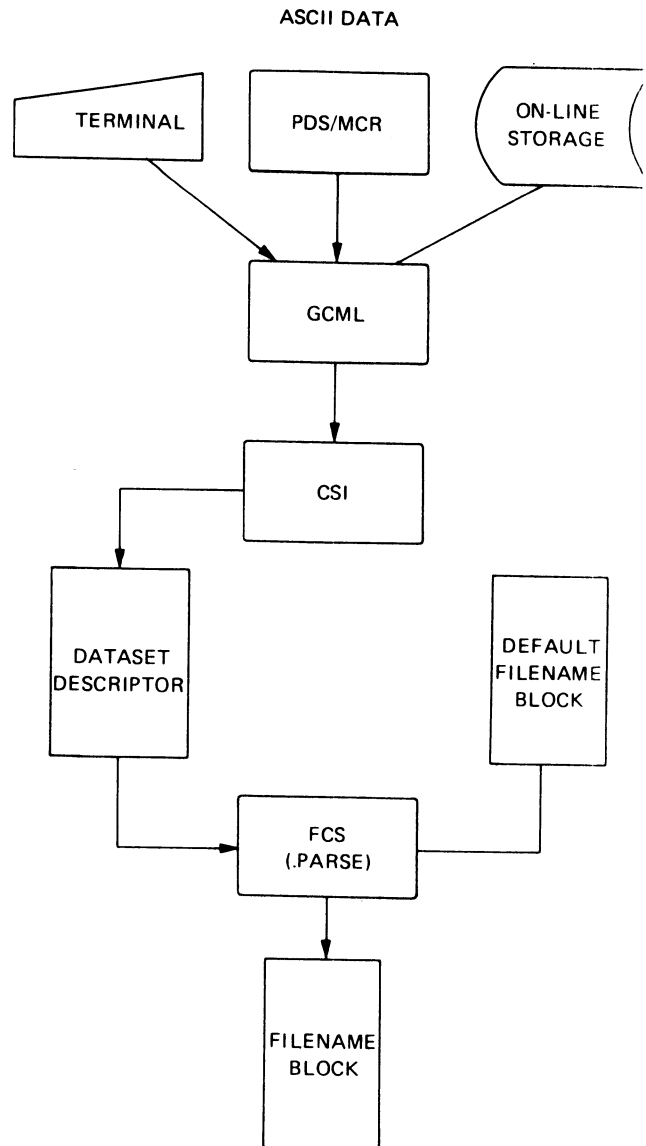 ASCII DATA
TERMINAL
PDS/MCR
ON-LINE
STORAGE
GCML
CSI
DATASET
DESCRIPTOR
DEFAULT
FILENAME
BLOCK
FCS
(.PARSE)
FILENAME
BLOCK